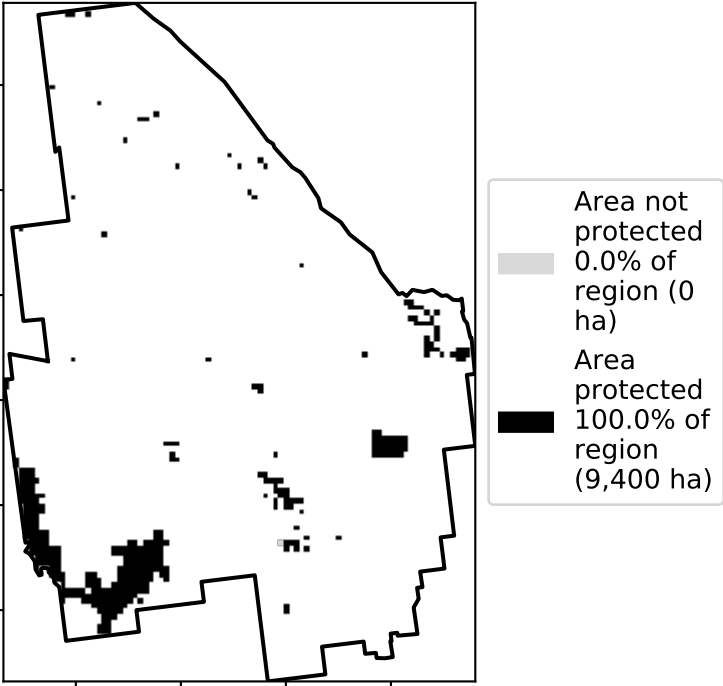 Area not
protected
0.0% of
region (0
ha)
Area
protected
100.0% of
region
(9,400 ha)